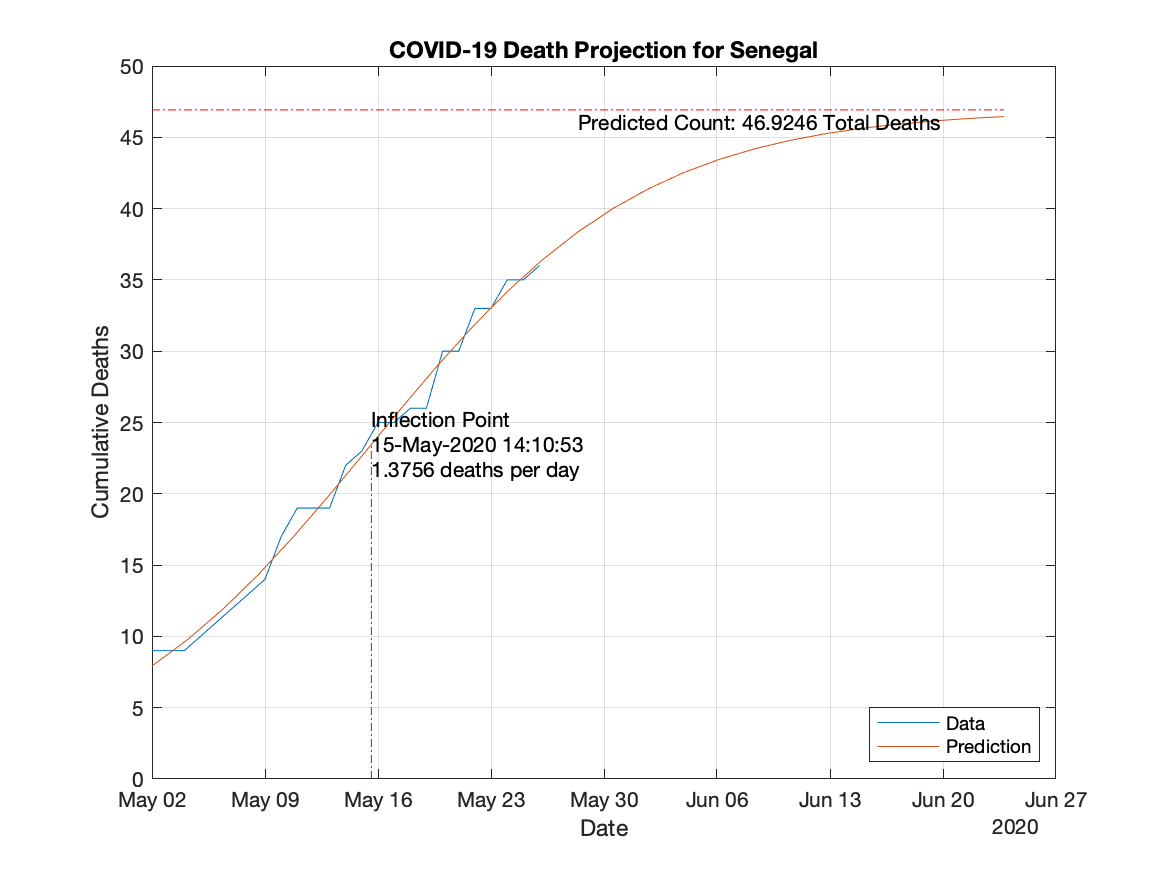 COVID-19 Death Projection for Senegal
50
45
40
35
30
25
20
15
10
5
0
Cumulative Deaths
Predicted Count: 46.9246 Total Deaths
Inflection Point
15-May-2020 14:10:53
1.3756 deaths per day
Data
Prediction
May 02 May 09 May 16 May 23 May 30 Jun 06 Jun 13 Jun 20 Jun 27
Date
2020